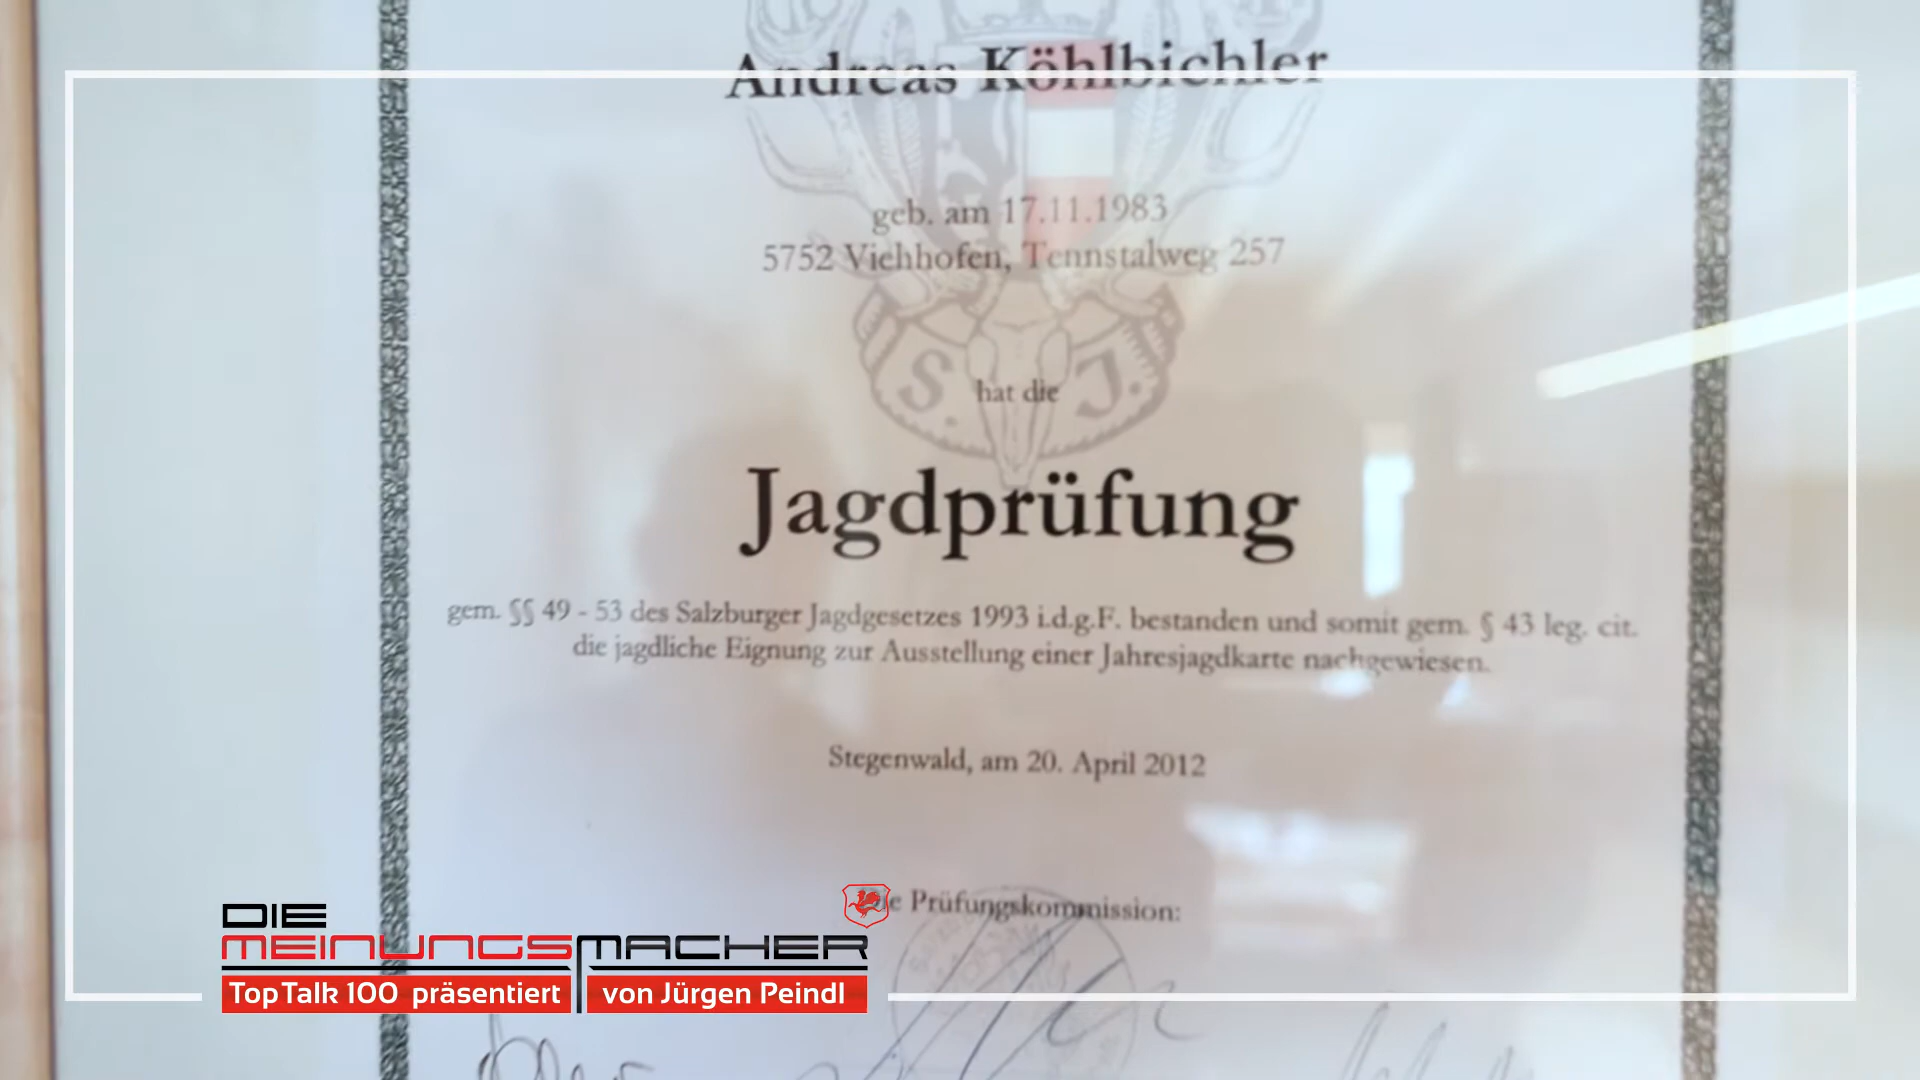 Andreas Köhlbichler
geb. am 17.11.1983
5752 Viehhofen, Tennstalweg 257
S. J.
hat die
Jagdprüfung
gem. §§ 49 - 53 des Salzburger Jagdgesetzes 1993 i.d.g.F. bestanden und somit gem. § 43 leg. cit.
die jagdliche Eignung zur Ausstellung einer Jahresjagdkarte nachgewiesen.
Stegenwald, am 20. April 2012
Prüfungskommission:
DIE
MEINUNGSMACHER
TopTalk 100 präsentiert von Jürgen Peindl